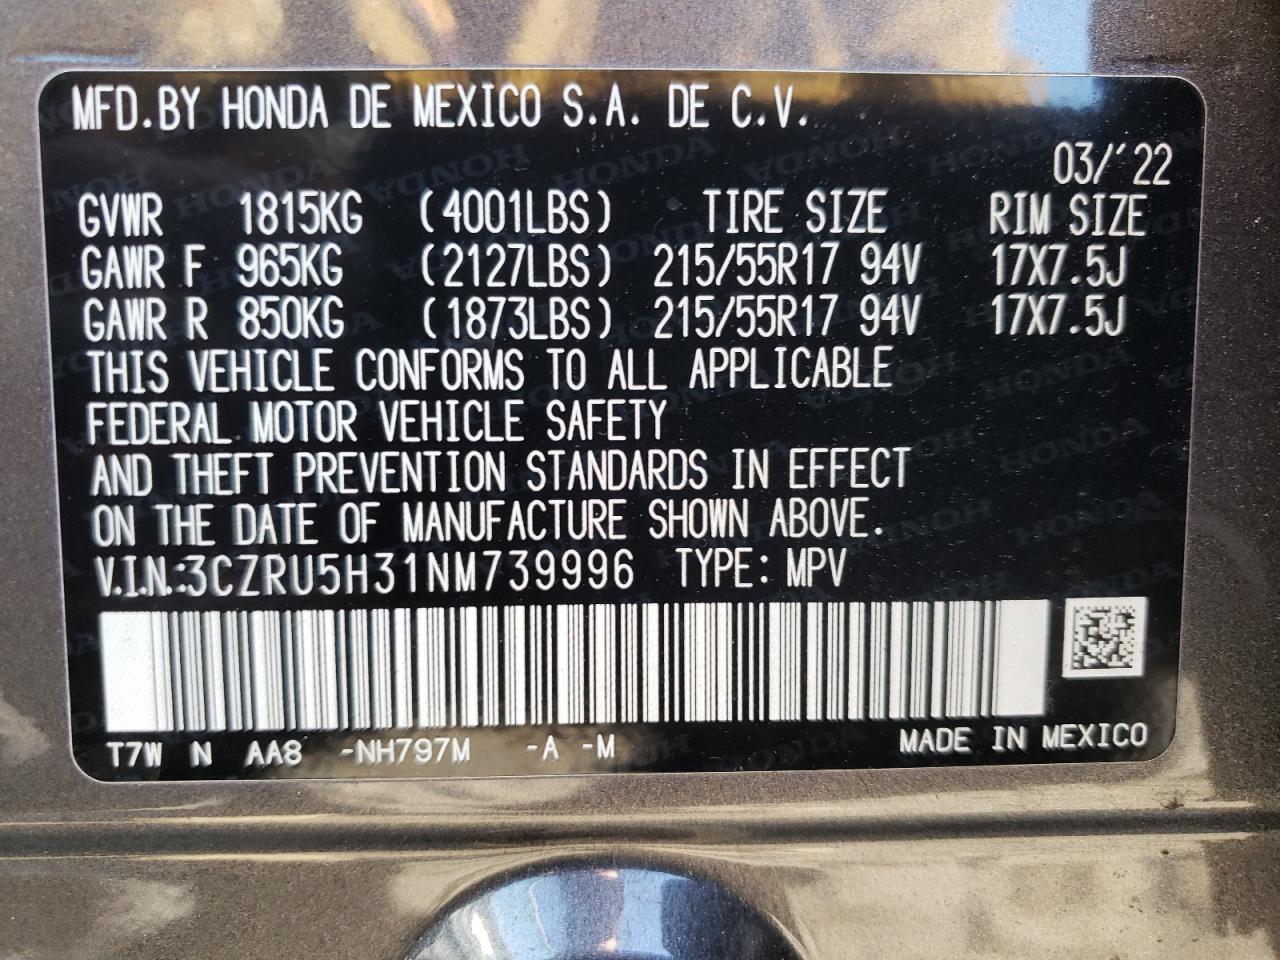 MFD.BY HONDA DE MEXICO S.A. DE C.V.
03/'22
GVWR 1815KG (4001LBS) TIRE SIZE RIM SIZE
GAWR F 965KG (2127LBS) 215/55R17 94V 17X7.5J
GAWR R 850KG (1873LBS) 215/55R17 94V 17X7.5J
THIS VEHICLE CONFORMS TO ALL APPLICABLE
FEDERAL MOTOR VEHICLE SAFETY
AND THEFT PREVENTION STANDARDS IN EFFECT
ON THE DATE OF MANUFACTURE SHOWN ABOVE.
V.I.N.:3CZRU5H31NM739996 TYPE: MPV
T7W N AA8 -NH797M -A -M MADE IN MEXICO